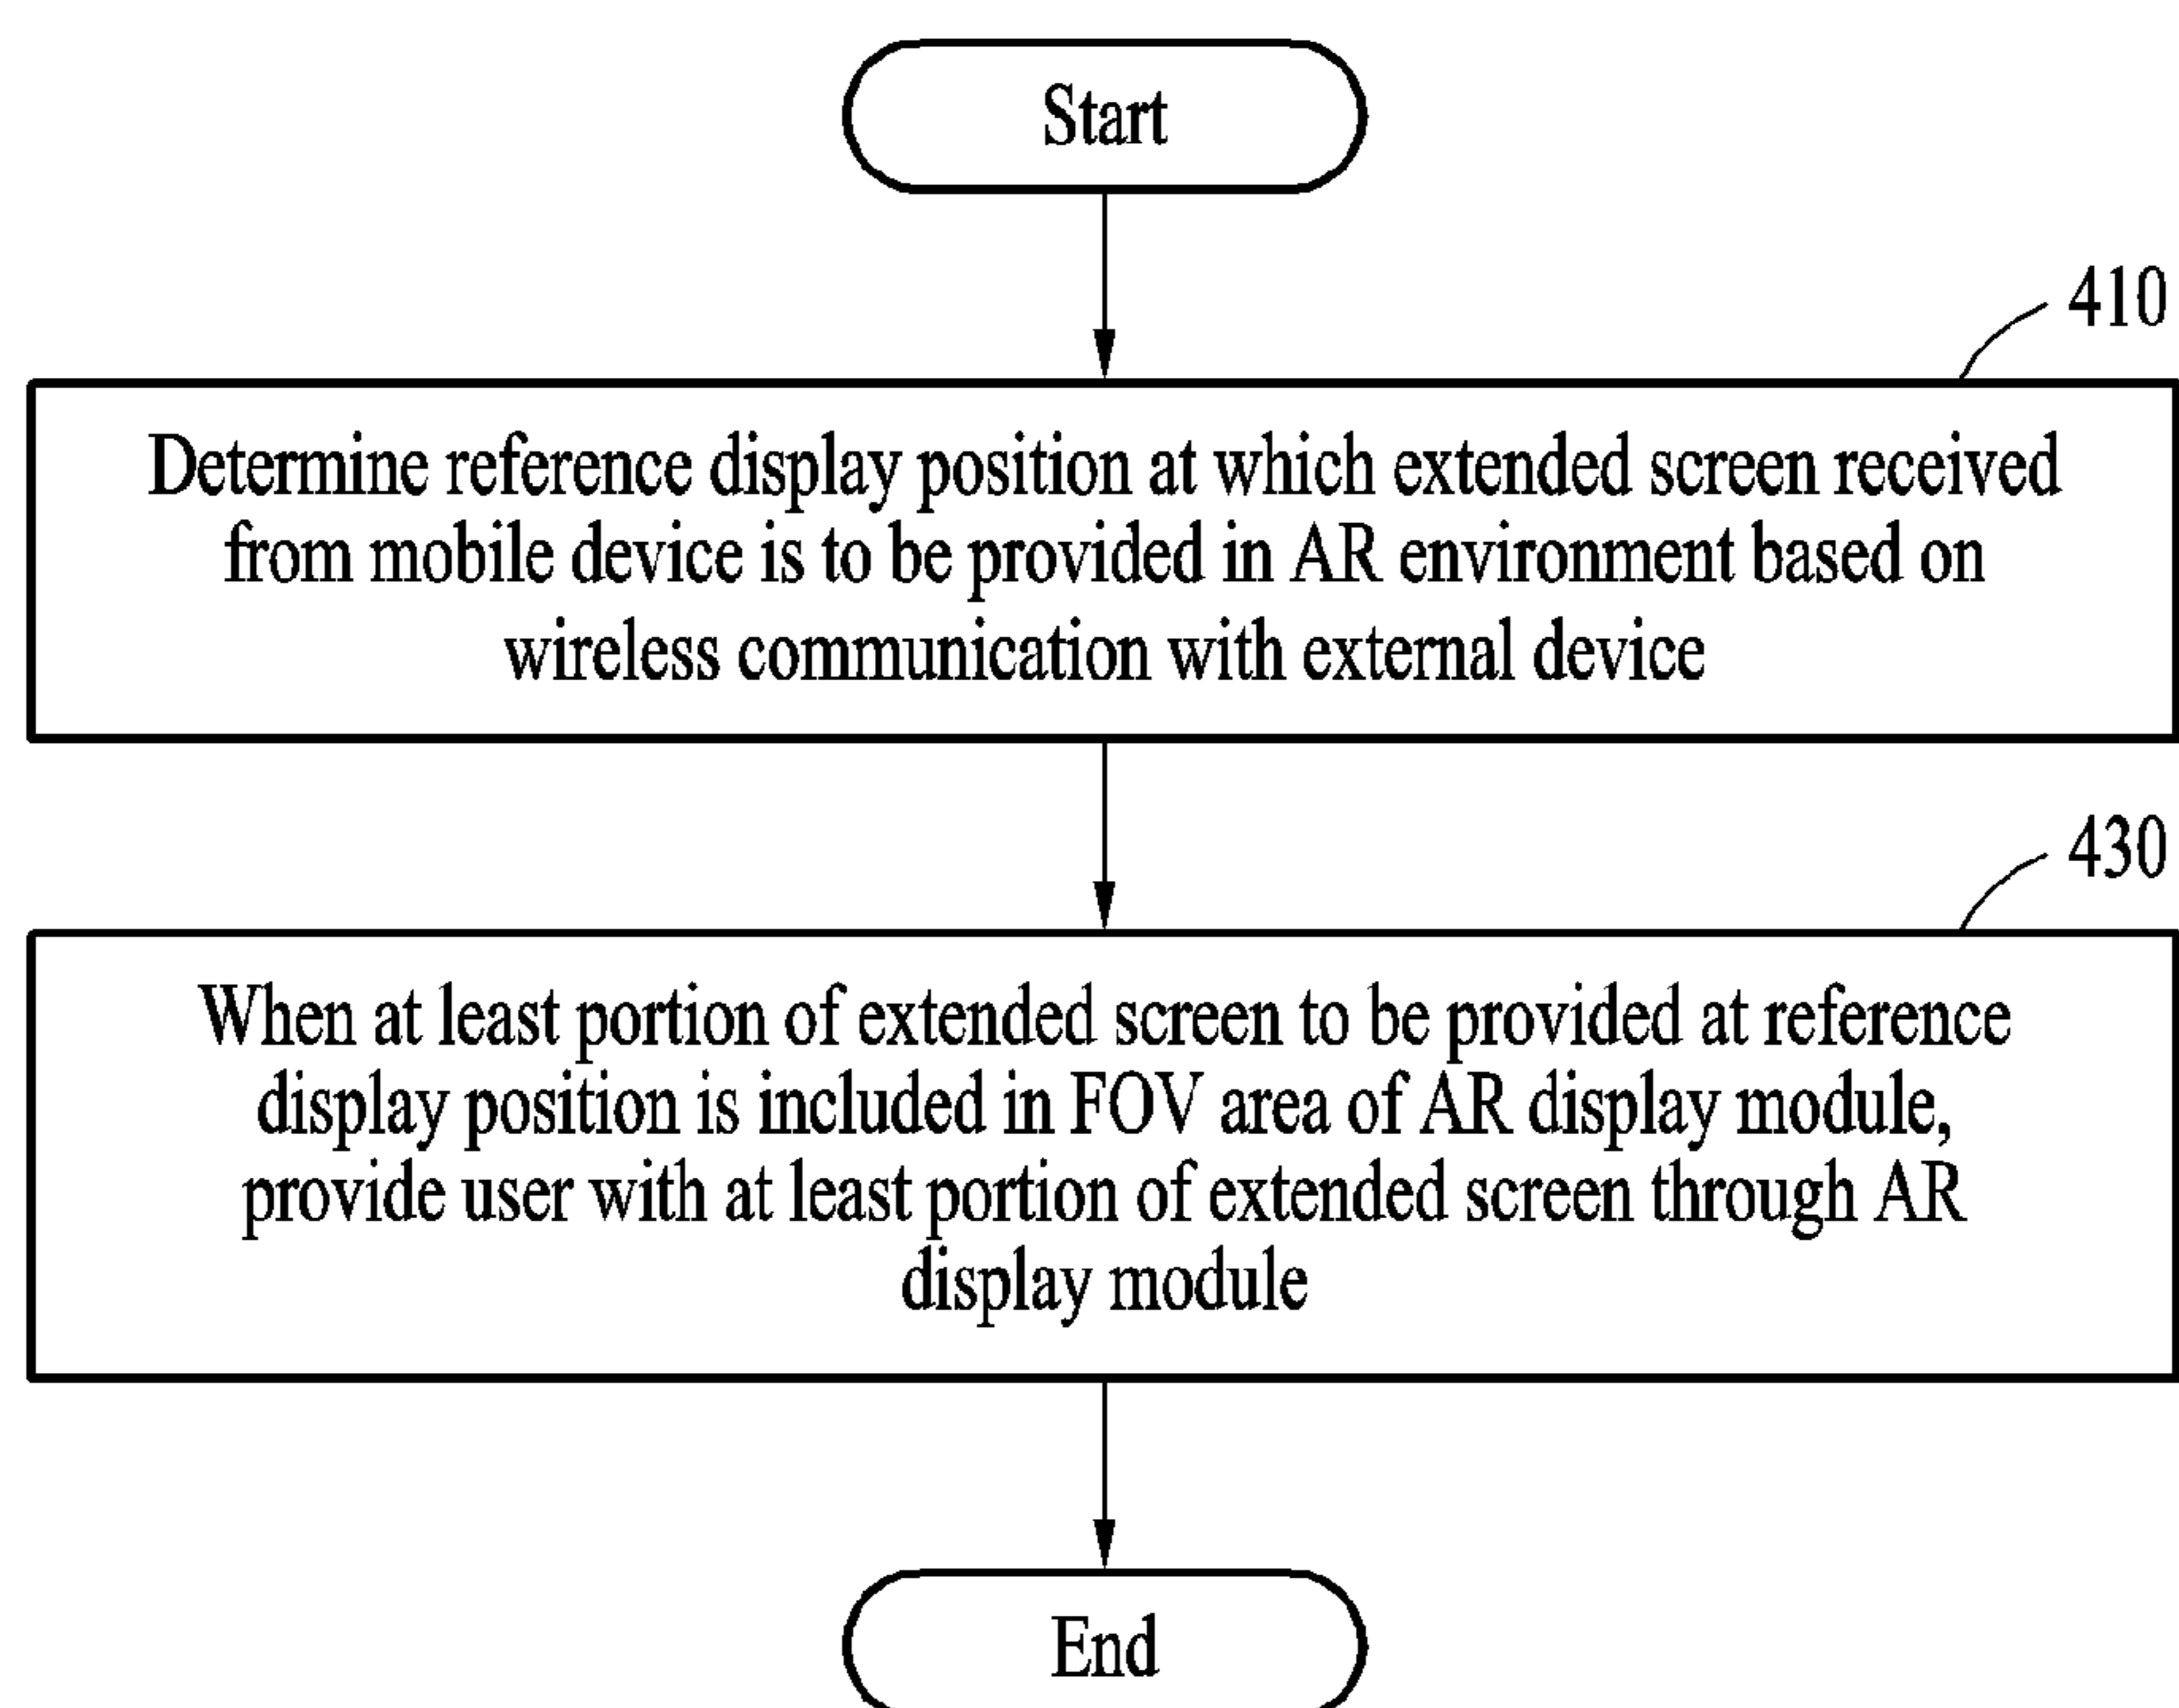 Start
410
Determine reference display position at which extended screen received
from mobile device is to be provided in AR environment based on
wireless communication with external device
430
When at least portion of extended screen to be provided at reference
display position is included in FOV area of AR display module,
provide user with at least portion of extended screen through AR
display module
End